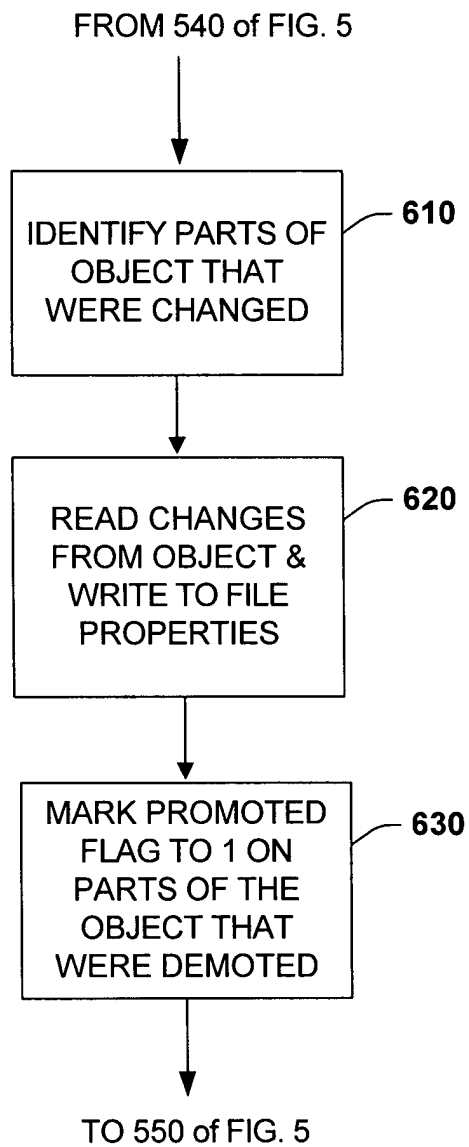 FROM 540 of FIG. 5
610
IDENTIFY PARTS OF
OBJECT THAT
WERE CHANGED
620
READ CHANGES
FROM OBJECT &
WRITE TO FILE
PROPERTIES
630
MARK PROMOTED
FLAG TO 1 ON
PARTS OF THE
OBJECT THAT
WERE DEMOTED
TO 550 of FIG. 5